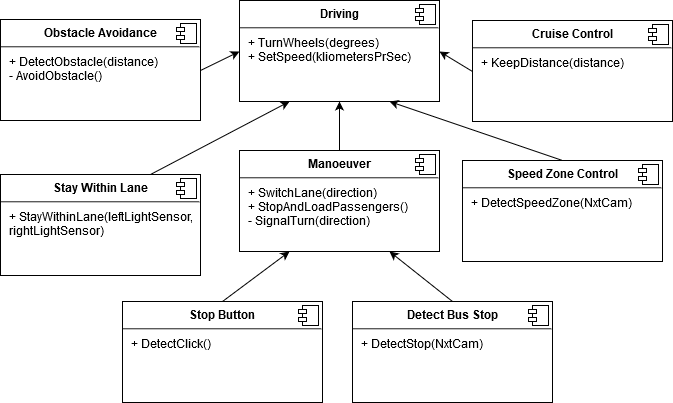 Driving
+ TurnWheels(degrees)
+ SetSpeed(kliometersPrSec)
Obstacle Avoidance
+ DetectObstacle(distance)
- AvoidObstacle()
Cruise Control
+ KeepDistance(distance)
Stay Within Lane
+ StayWithinLane(leftLightSensor,
rightLightSensor)
Manoeuver
+ SwitchLane(direction)
+ StopAndLoadPassengers()
- SignalTurn(direction)
Speed Zone Control
+ DetectSpeedZone(NxtCam)
Stop Button
+ DetectClick()
Detect Bus Stop
+ DetectStop(NxtCam)